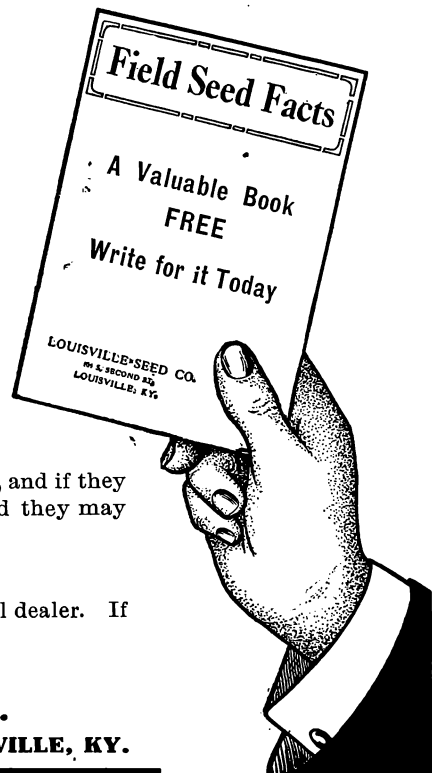 Field Seed Facts
A Valuable Book
FREE
Write for it Today
LOUISVILLE SEED CO.
S. SECOND ST.
LOUISVILLE, KY.
, and if they
d they may
l dealer. If
.
VILLE, KY.